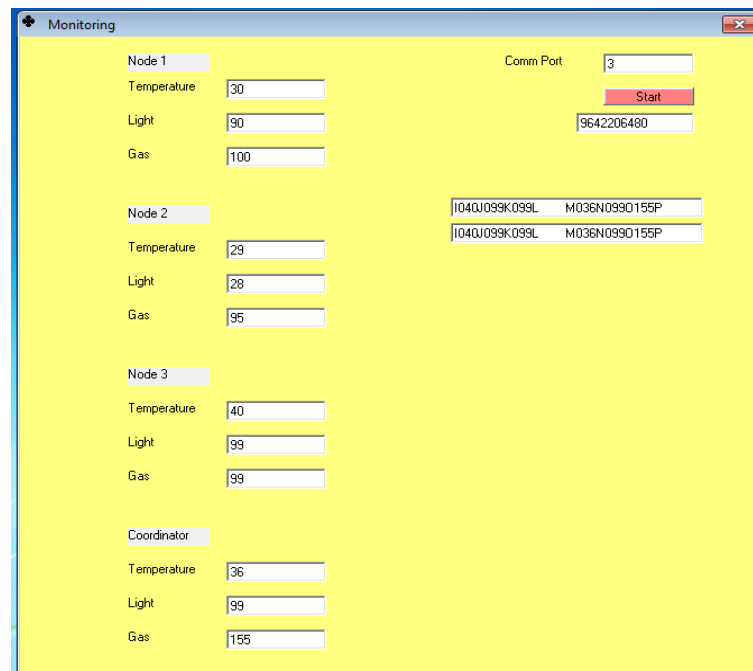 Monitoring
Node 1
Comm Port 3
Temperature 30
Start
Light 90
9642206480
Gas 100
I040J099K099L M036N099O155P
Node 2
I040J099K099L M036N099O155P
Temperature 29
Light 28
Gas 95
Node 3
Temperature 40
Light 99
Gas 99
Coordinator
Temperature 36
Light 99
Gas 155